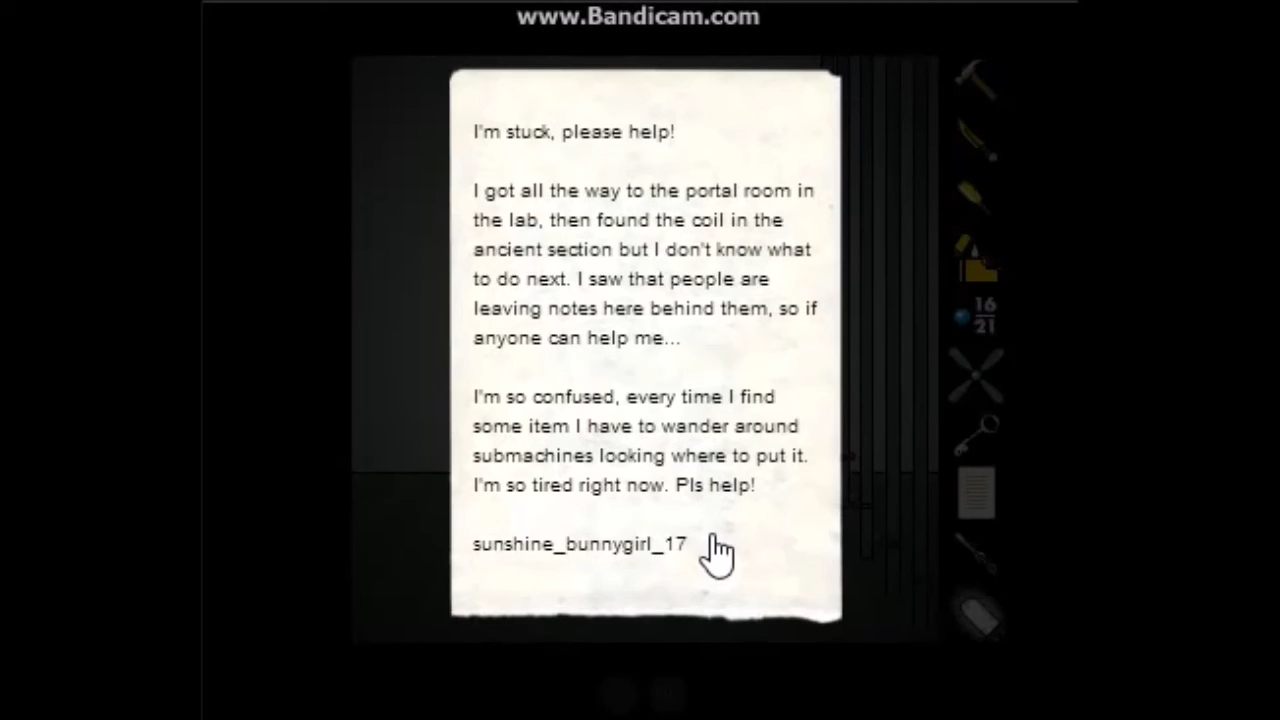 www.Bandicam.com
I'm stuck, please help!
I got all the way to the portal room in
the lab, then found the coil in the
ancient section but I don't know what
to do next. I saw that people are
leaving notes here behind them, so if
anyone can help me...
I'm so confused, every time I find
some item I have to wander around
submachines looking where to put it.
I'm so tired right now. Pls help!
sunshine_bunnygirl_17
16
21